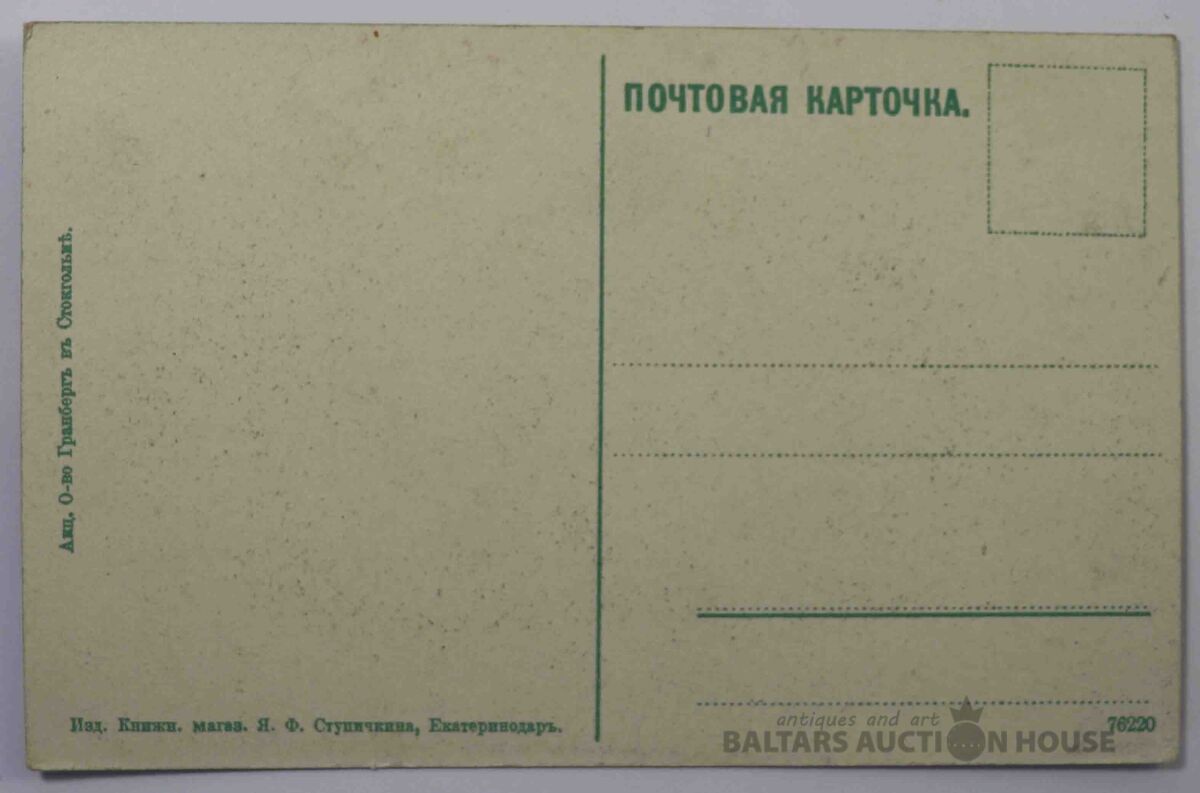 ПОЧТОВАЯ КАРТОЧКА.
Акц. О-во Гранбергъ въ Стокгольмѣ.
Изд. Книжн. магаз. Я. Ф. Ступичкина, Екатеринодаръ.
76220
antiques and art
BALTARS AUCTION HOUSE